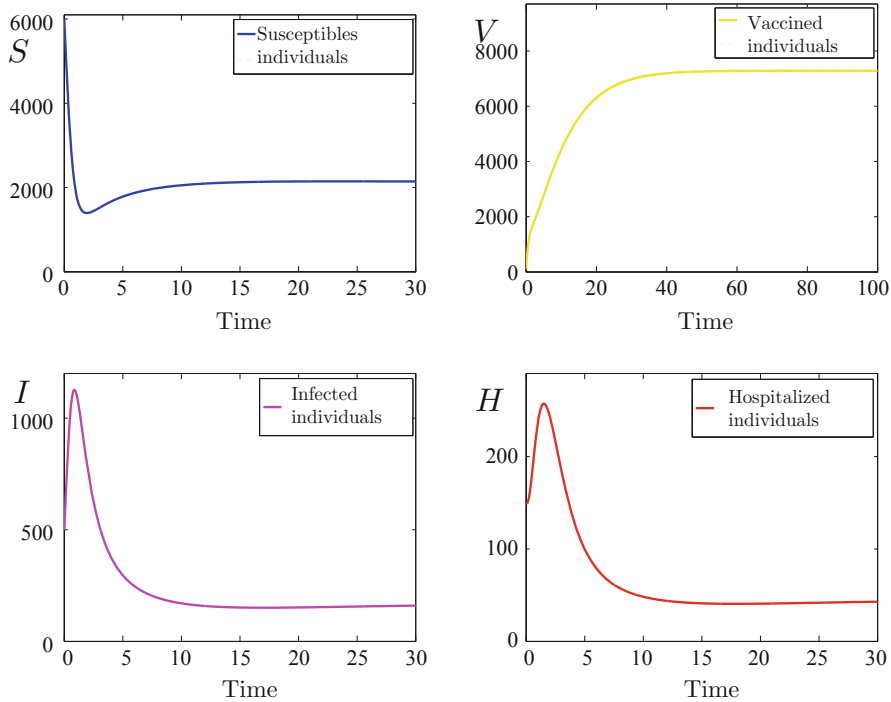 6000
S
4000
2000
0
0 5 10 15 20 25 30
Time
Susceptibles
individuals
V
8000
6000
4000
2000
0
0 20 40 60 80 100
Time
Vaccined
individuals
I
1000
500
0
0 5 10 15 20 25 30
Time
Infected
individuals
H
200
100
0
0 5 10 15 20 25 30
Time
Hospitalized
individuals